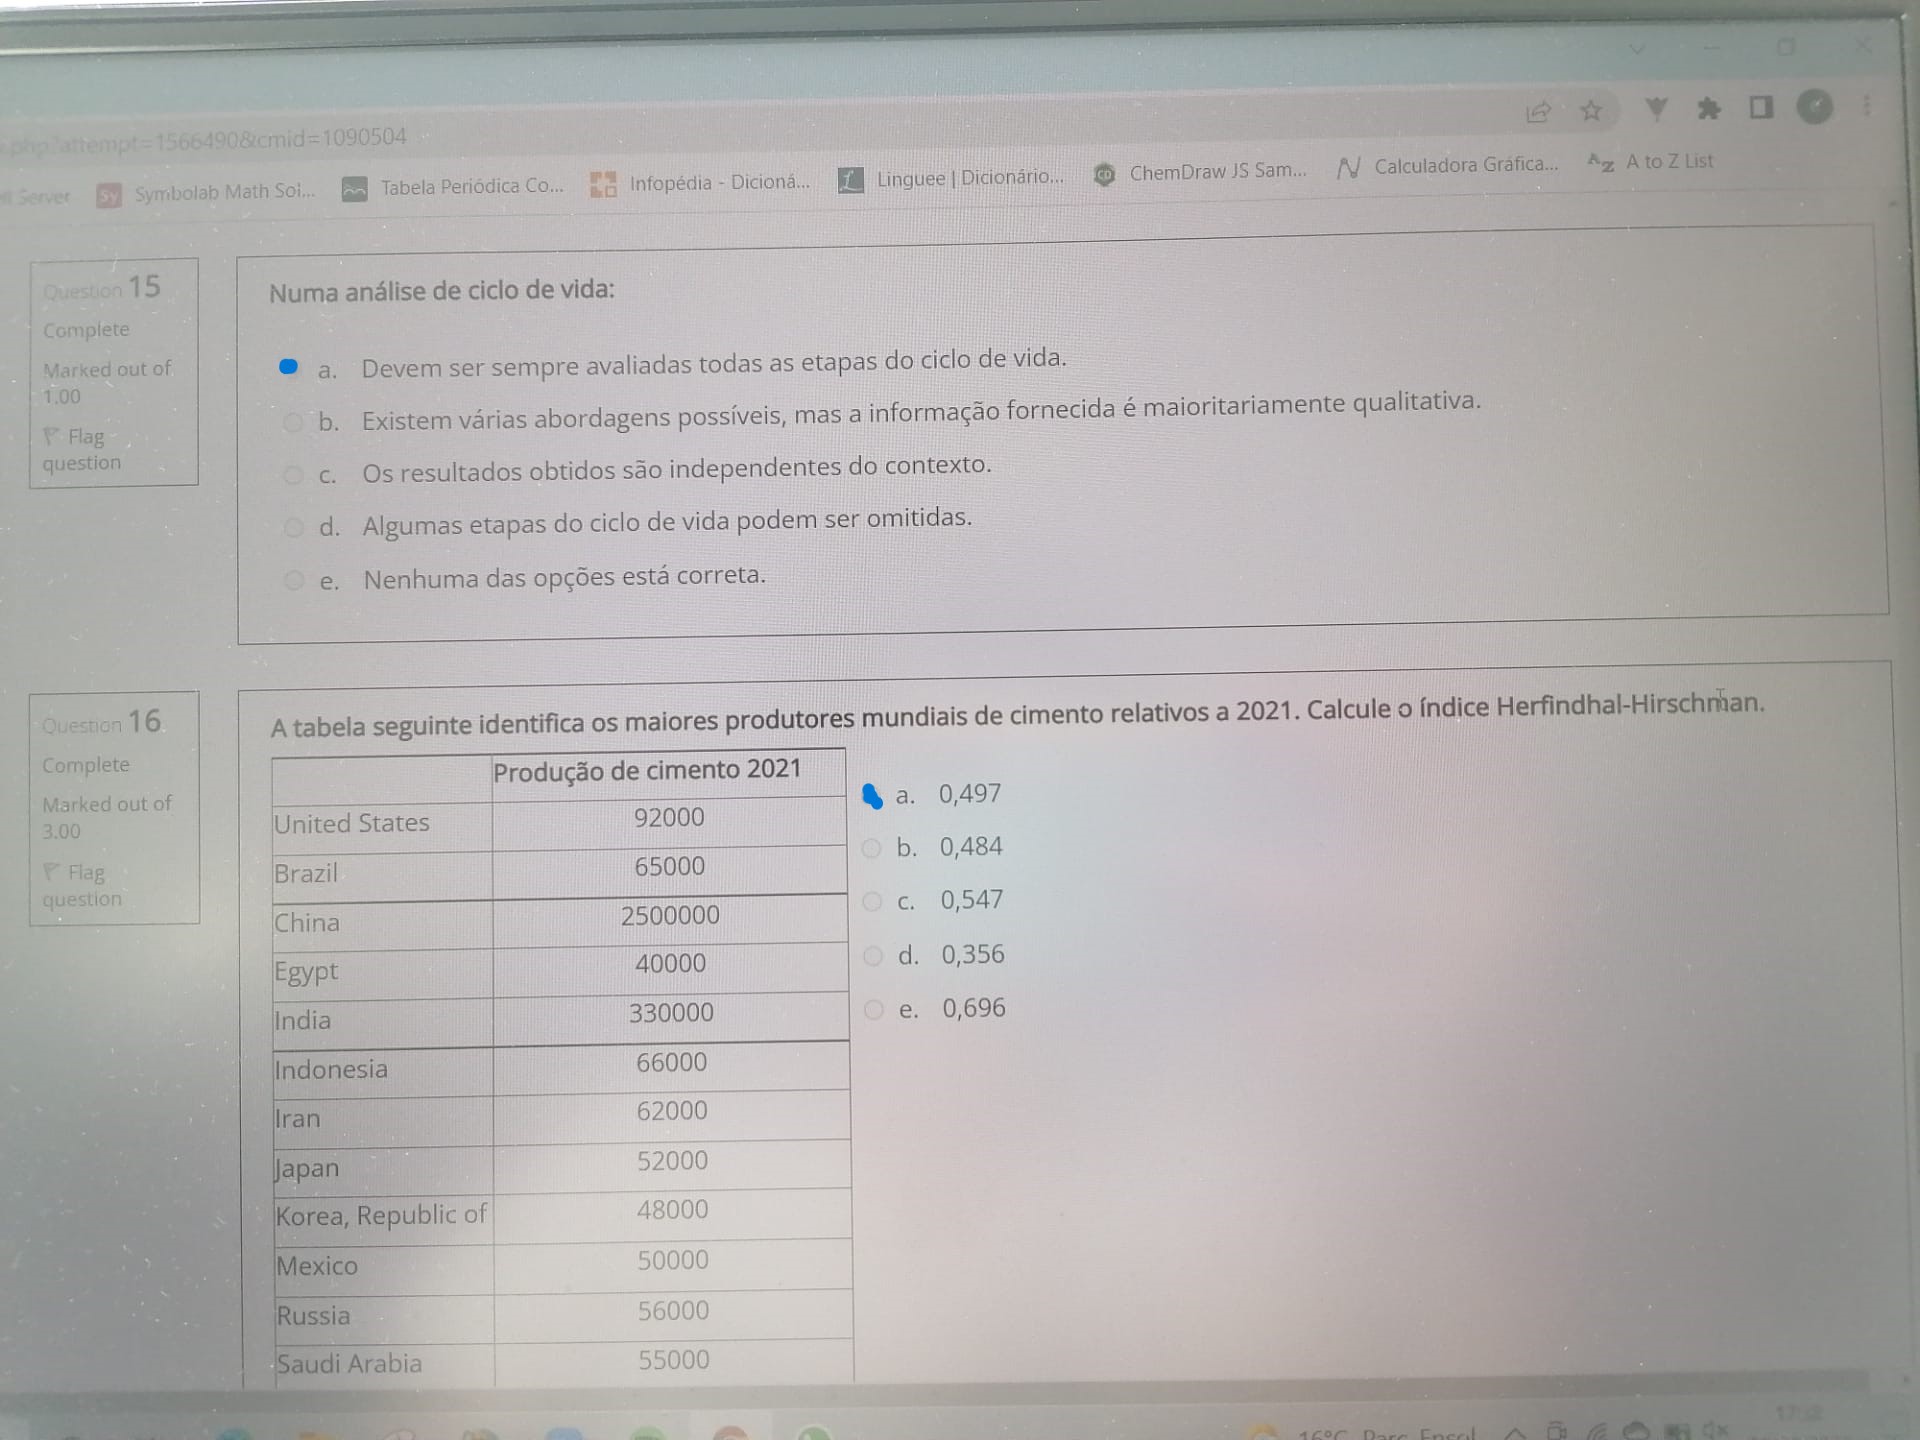 .php?attempt=1566490&cmid=1090504
Server Symbolab Math Sol... Tabela Periódica Co... Infopédia - Dicioná... Linguee | Dicionário... ChemDraw JS Sam... Calculadora Gráfica... A to Z List
Question 15
Complete
Marked out of
1.00
Flag
question
Numa análise de ciclo de vida:
a. Devem ser sempre avaliadas todas as etapas do ciclo de vida.
b. Existem várias abordagens possíveis, mas a informação fornecida é maioritariamente qualitativa.
c. Os resultados obtidos são independentes do contexto.
d. Algumas etapas do ciclo de vida podem ser omitidas.
e. Nenhuma das opções está correta.
Question 16
Complete
Marked out of
3.00
Flag
question
A tabela seguinte identifica os maiores produtores mundiais de cimento relativos a 2021. Calcule o índice Herfindhal-Hirschman.
Produção de cimento 2021
United States 92000
Brazil 65000
China 2500000
Egypt 40000
India 330000
Indonesia 66000
Iran 62000
Japan 52000
Korea, Republic of 48000
Mexico 50000
Russia 56000
Saudi Arabia 55000
a. 0,497
b. 0,484
c. 0,547
d. 0,356
e. 0,696
16°C Parc. Ensol